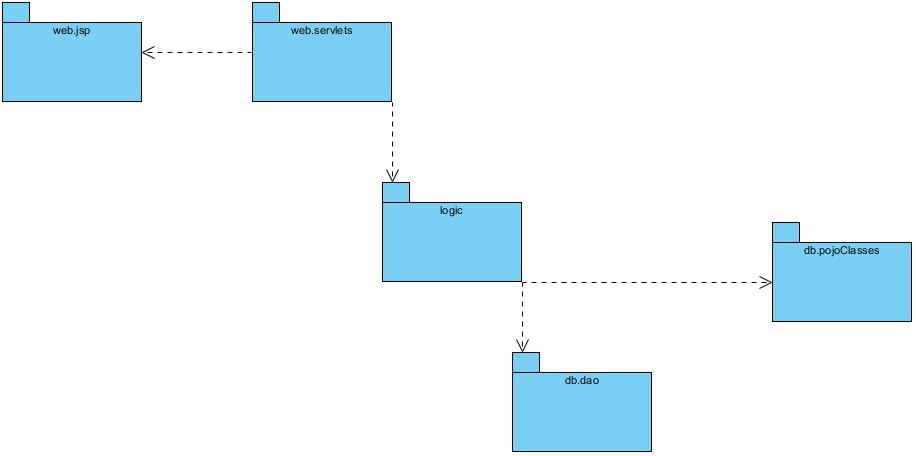 web.jsp
web.servlets
logic
db.pojoClasses
db.dao